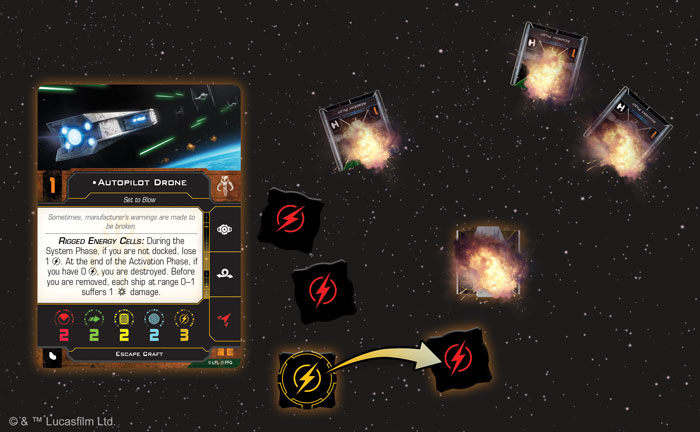 1
• Autopilot Drone
Set to Blow
Sometimes, manufacturer's warnings are made to
be broken.
Rigged Energy Cells: During the
System Phase, if you are not docked, lose
1 . At the end of the Activation Phase, if
you have 0 , you are destroyed. Before
you are removed, each ship at range 0–1
suffers 1 damage.
2 2 2 2 3
Escape Craft
©LFL ©FFG
© & ™ Lucasfilm Ltd.